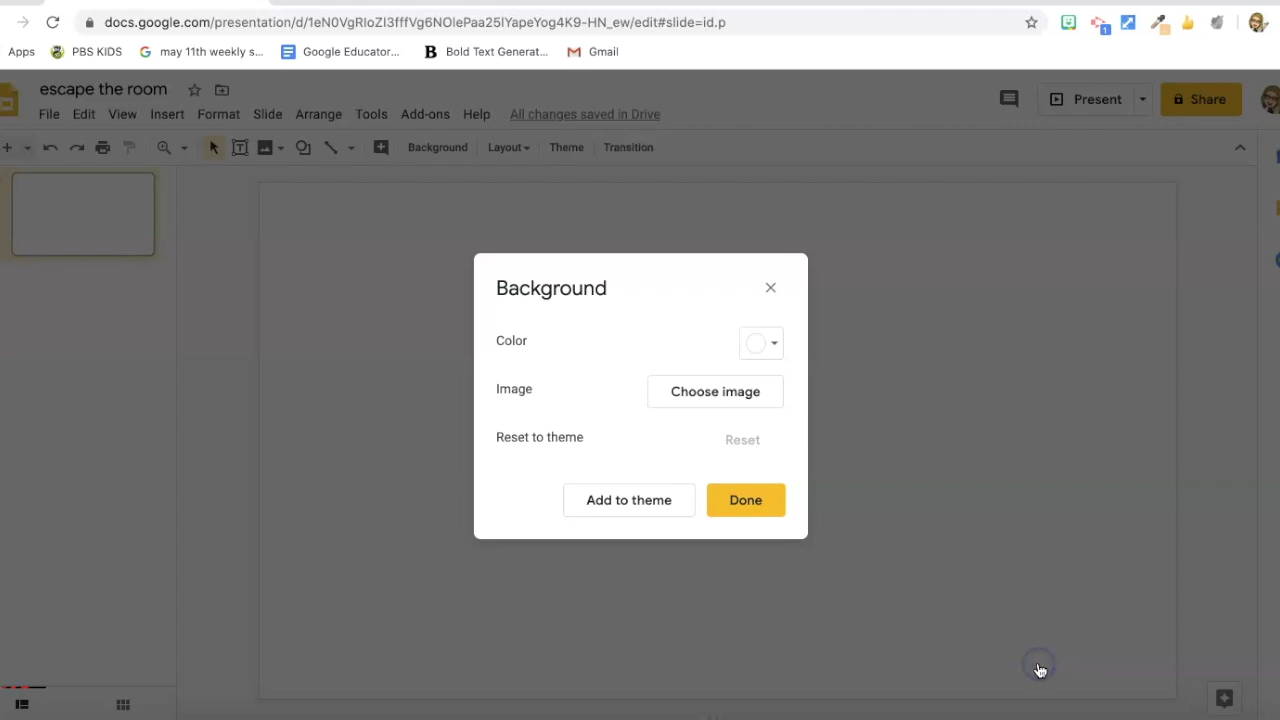 docs.google.com/presentation/d/1eN0VgRIoZl3fffVg6NOlePaa25IYapeYog4K9-HN_ew/edit#slide=id.p
1
Apps PBS KIDS may 11th weekly s... Google Educator... B Bold Text Generat... Gmail
escape the room
Present Share
File Edit View Insert Format Slide Arrange Tools Add-ons Help All changes saved in Drive
Background Layout Theme Transition
Background
Color
Image Choose image
Reset to theme Reset
Add to theme Done